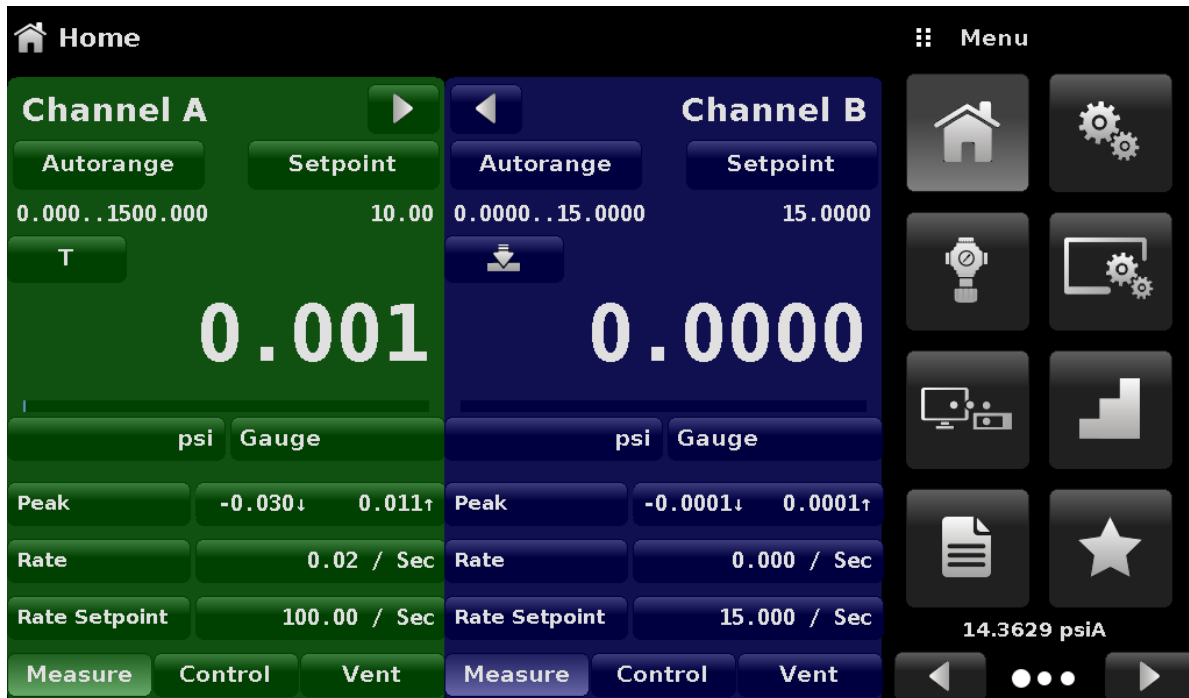 Home
Menu
Channel A
Channel B
Autorange Setpoint
Autorange Setpoint
0.000..1500.000 10.00
0.0000..15.0000 15.0000
T
0.001
0.0000
psi Gauge
psi Gauge
Peak -0.030↓ 0.011↑
Peak -0.0001↓ 0.0001↑
Rate 0.02 / Sec
Rate 0.000 / Sec
Rate Setpoint 100.00 / Sec
Rate Setpoint 15.000 / Sec
Measure Control Vent
Measure Control Vent
14.3629 psiA